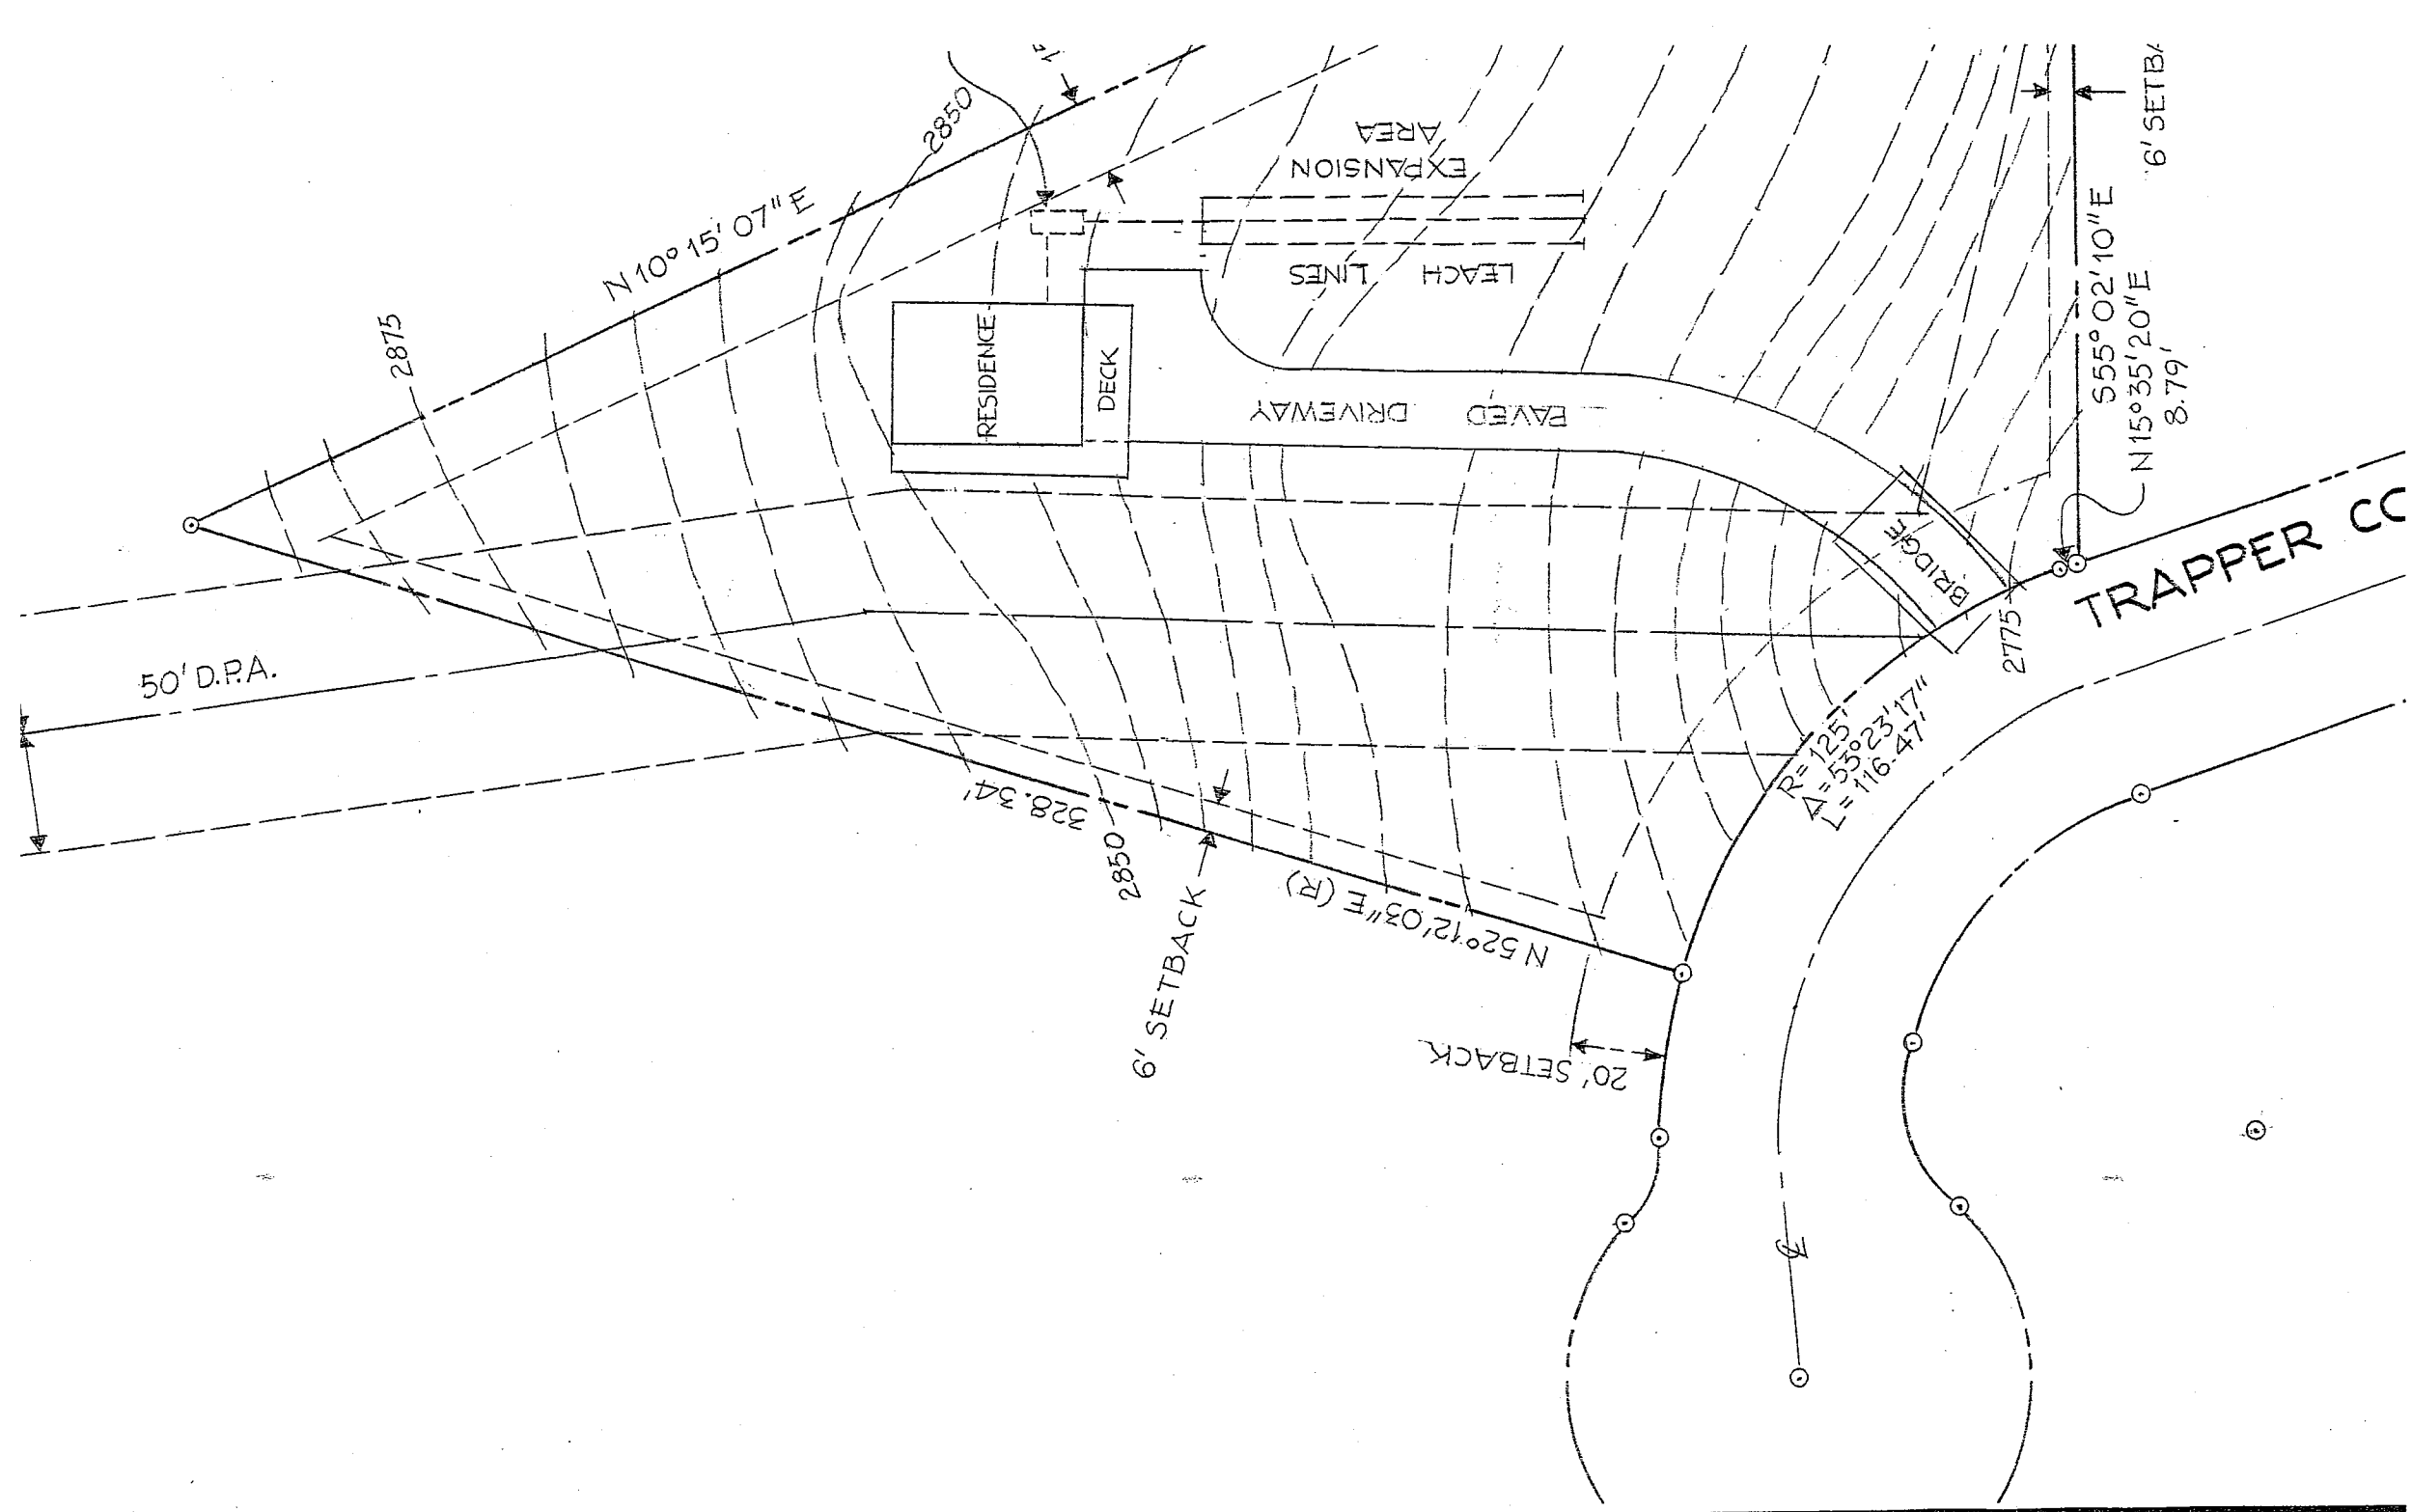 2850
6' SETBA
EXPANSION
AREA
N 10° 15' 07" E
S55° 02' 10" E
N 15° 35' 20" E
8.79'
2875
LEACH LINES
RESIDENCE
DECK
PAVED DRIVEWAY
BRIDGE
TRAPPER CO
2775
50' D.P.A.
R= 125'
Δ= 53° 23' 17"
L= 116.47'
328.34'
2850
N 52° 12' 03" E (R)
6' SETBACK
20' SETBACK